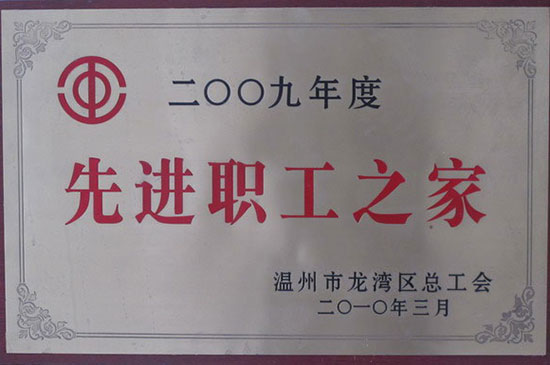 二〇〇九年度
先进职工之家
温州市龙湾区总工会
二〇一〇年三月